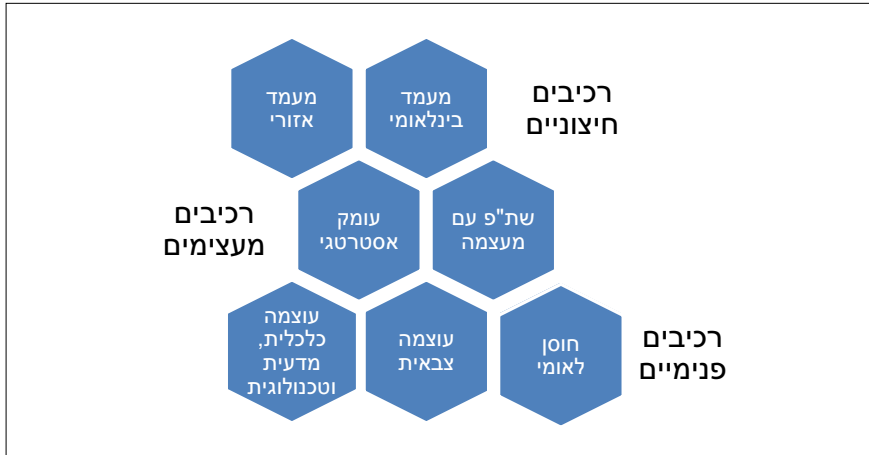 רכיבים
חיצוניים
מעמד
בינלאומי
מעמד
אזורי
שת"פ עם
מעצמה
עומק
אסטרטגי
רכיבים
מעצימים
רכיבים
פנימיים
חוסן
לאומי
עוצמה
צבאית
עוצמה
כלכלית,
מדעית
וטכנולוגית